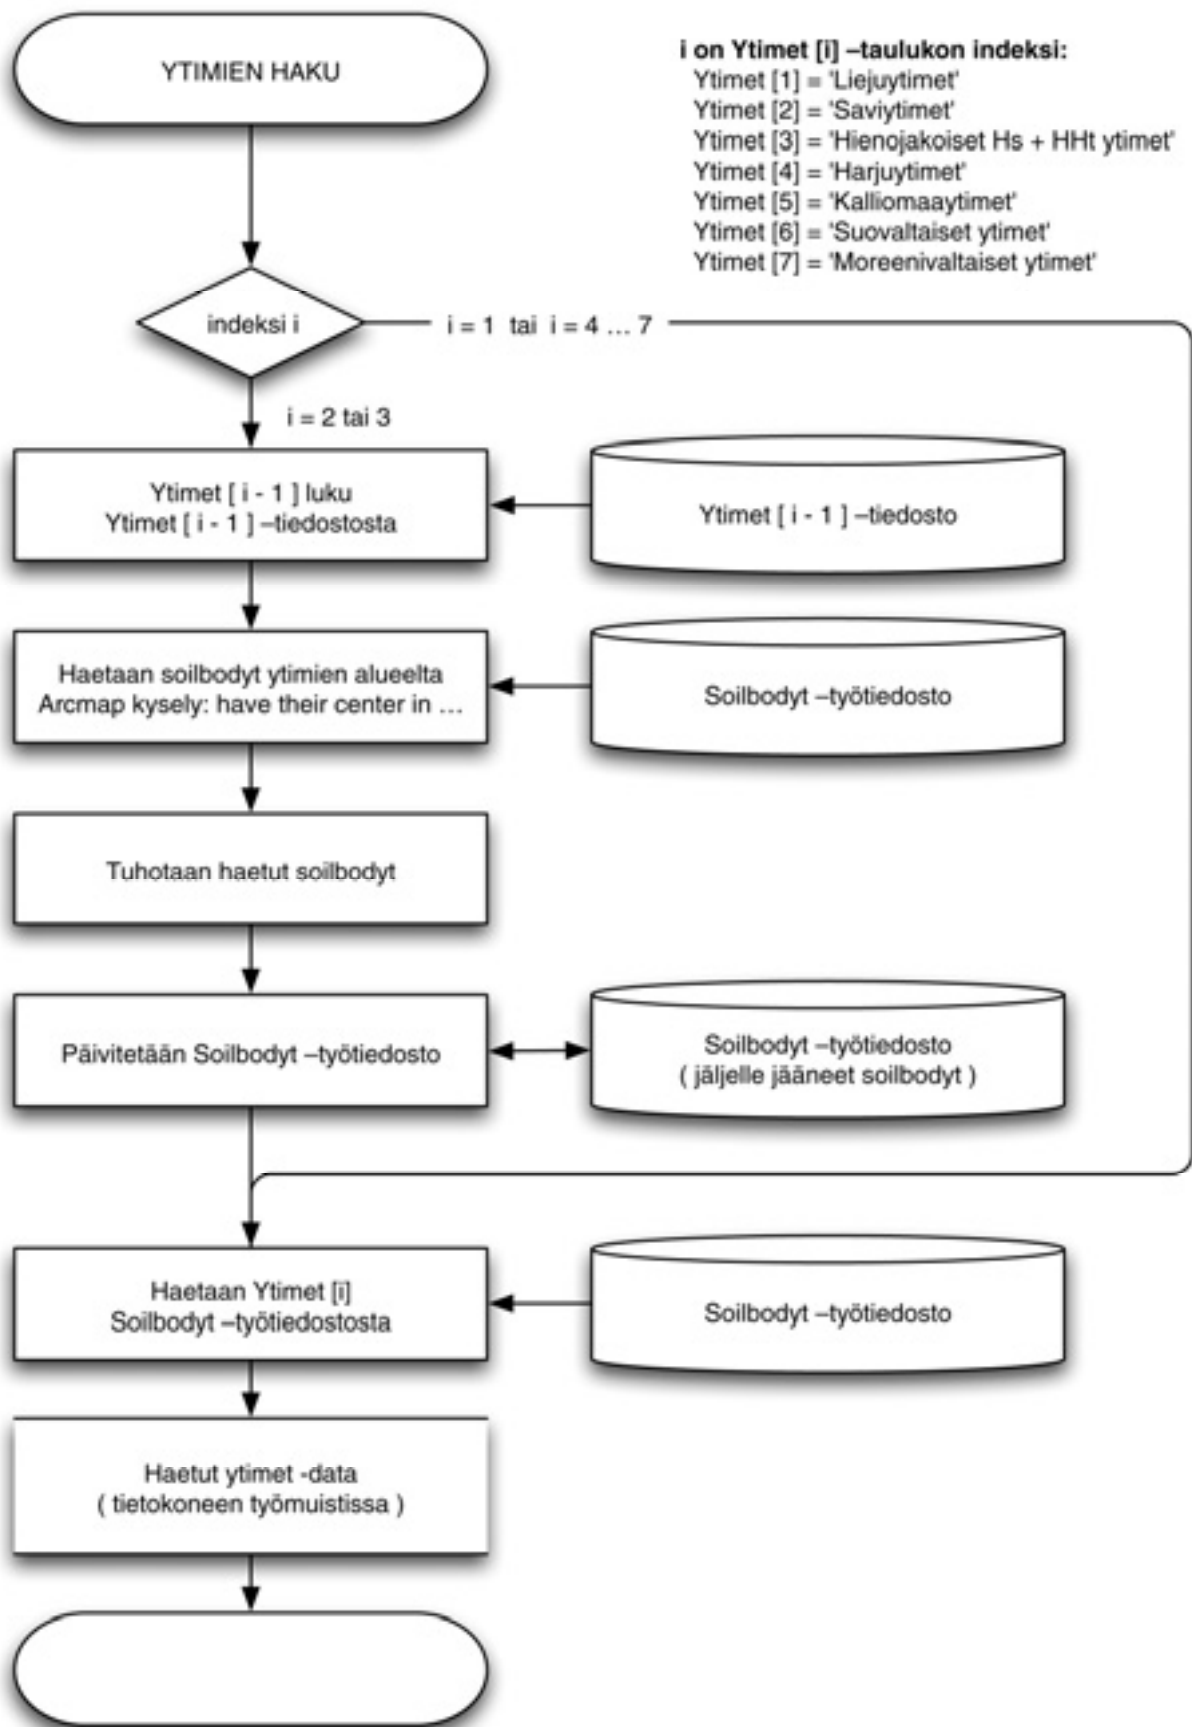 YTIMIEN HAKU
i on Ytimet [i] –taulukon indeksi:
Ytimet [1] = 'Liejuytimet'
Ytimet [2] = 'Saviytimet'
Ytimet [3] = 'Hienojakoiset Hs + HHt ytimet'
Ytimet [4] = 'Harjuytimet'
Ytimet [5] = 'Kalliomaaytimet'
Ytimet [6] = 'Suovaltaiset ytimet'
Ytimet [7] = 'Moreenivaltaiset ytimet'
indeksi i
i = 1 tai i = 4 ... 7
i = 2 tai 3
Ytimet [ i - 1 ] luku
Ytimet [ i - 1 ] –tiedostosta
Ytimet [ i - 1 ] –tiedosto
Haetaan soilbodyt ytimien alueelta
Arcmap kysely: have their center in ...
Soilbodyt –työtiedosto
Tuhotaan haetut soilbodyt
Päivitetään Soilbodyt –työtiedosto
Soilbodyt –työtiedosto
( jäljelle jääneet soilbodyt )
Haetaan Ytimet [i]
Soilbodyt –työtiedostosta
Soilbodyt –työtiedosto
Haetut ytimet -data
( tietokoneen työmuistissa )